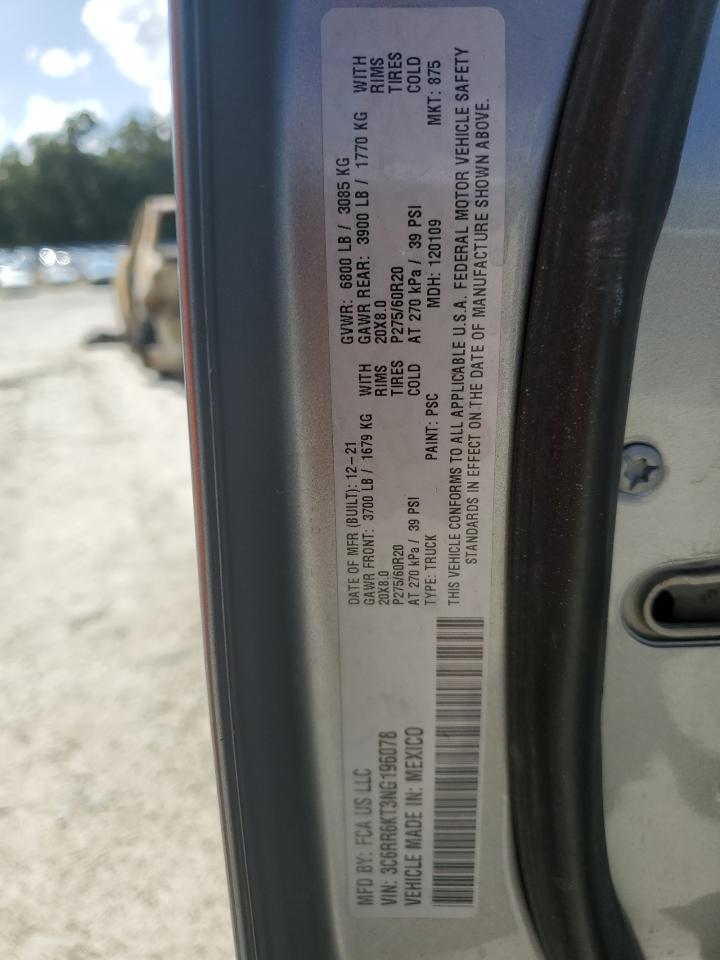 MFD BY: FCA US LLC
VIN: 3C6RR6KT3NG196078
VEHICLE MADE IN: MEXICO
DATE OF MFR (BUILT): 12-21 GVWR: 6800 LB / 3085 KG
GAWR FRONT: 3700 LB / 1679 KG WITH GAWR REAR: 3900 LB / 1770 KG WITH
20X8.0 RIMS 20X8.0 RIMS
P275/60R20 TIRES P275/60R20 TIRES
AT 270 kPa / 39 PSI COLD AT 270 kPa / 39 PSI COLD
TYPE: TRUCK PAINT: PSC MDH: 120109 MKT: 875
THIS VEHICLE CONFORMS TO ALL APPLICABLE U.S.A. FEDERAL MOTOR VEHICLE SAFETY
STANDARDS IN EFFECT ON THE DATE OF MANUFACTURE SHOWN ABOVE.